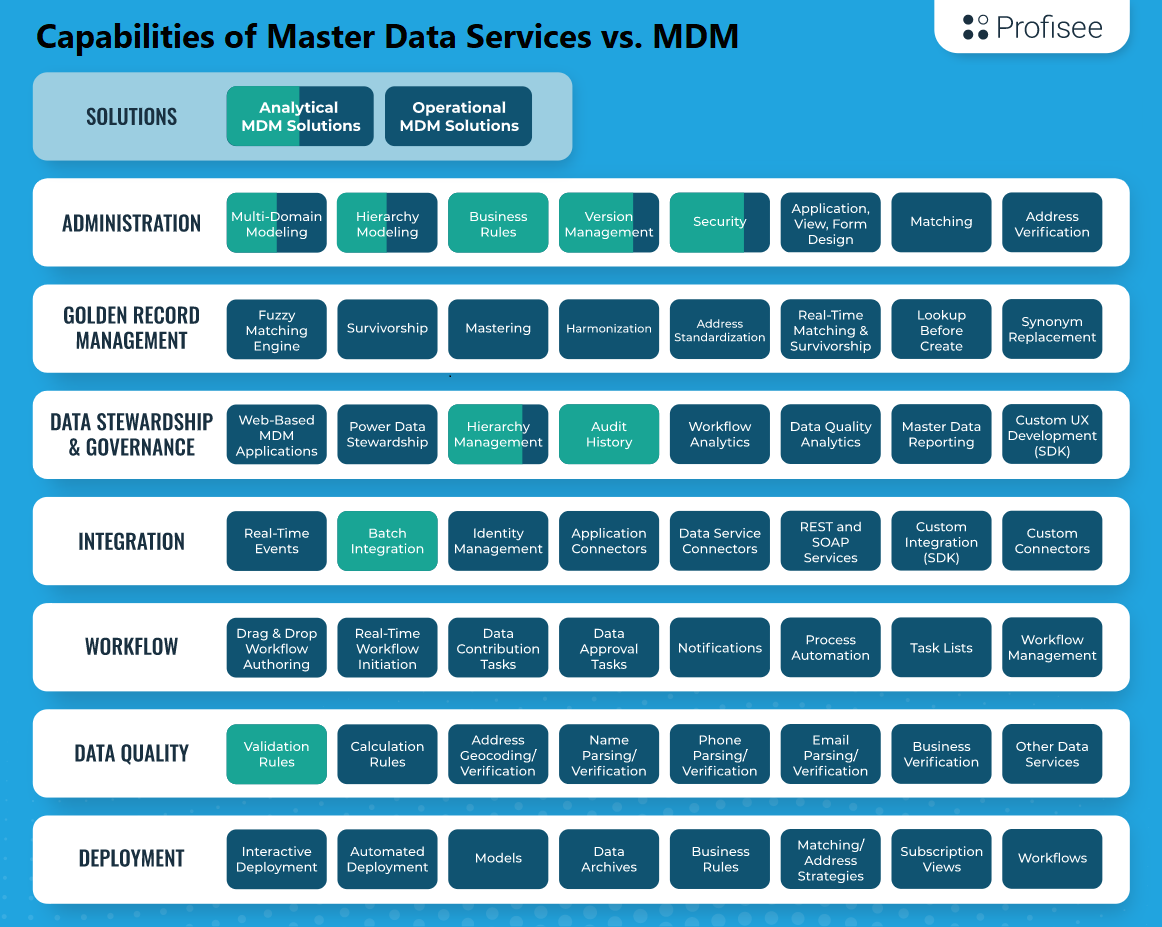 Capabilities of Master Data Services vs. MDM
Profisee
SOLUTIONS
Analytical
MDM Solutions
Operational
MDM Solutions
ADMINISTRATION
Multi-Domain
Modeling
Hierarchy
Modeling
Business
Rules
Version
Management
Security
Application,
View, Form
Design
Matching
Address
Verification
GOLDEN RECORD
MANAGEMENT
Fuzzy
Matching
Engine
Survivorship
Mastering
Harmonization
Address
Standardization
Real-Time
Matching &
Survivorship
Lookup
Before
Create
Synonym
Replacement
DATA STEWARDSHIP
& GOVERNANCE
Web-Based
MDM
Applications
Power Data
Stewardship
Hierarchy
Management
Audit
History
Workflow
Analytics
Data Quality
Analytics
Master Data
Reporting
Custom UX
Development
(SDK)
INTEGRATION
Real-Time
Events
Batch
Integration
Identity
Management
Application
Connectors
Data Service
Connectors
REST and
SOAP
Services
Custom
Integration
(SDK)
Custom
Connectors
WORKFLOW
Drag & Drop
Workflow
Authoring
Real-Time
Workflow
Initiation
Data
Contribution
Tasks
Data
Approval
Tasks
Notifications
Process
Automation
Task Lists
Workflow
Management
DATA QUALITY
Validation
Rules
Calculation
Rules
Address
Geocoding/
Verification
Name
Parsing/
Verification
Phone
Parsing/
Verification
Email
Parsing/
Verification
Business
Verification
Other Data
Services
DEPLOYMENT
Interactive
Deployment
Automated
Deployment
Models
Data
Archives
Business
Rules
Matching/
Address
Strategies
Subscription
Views
Workflows